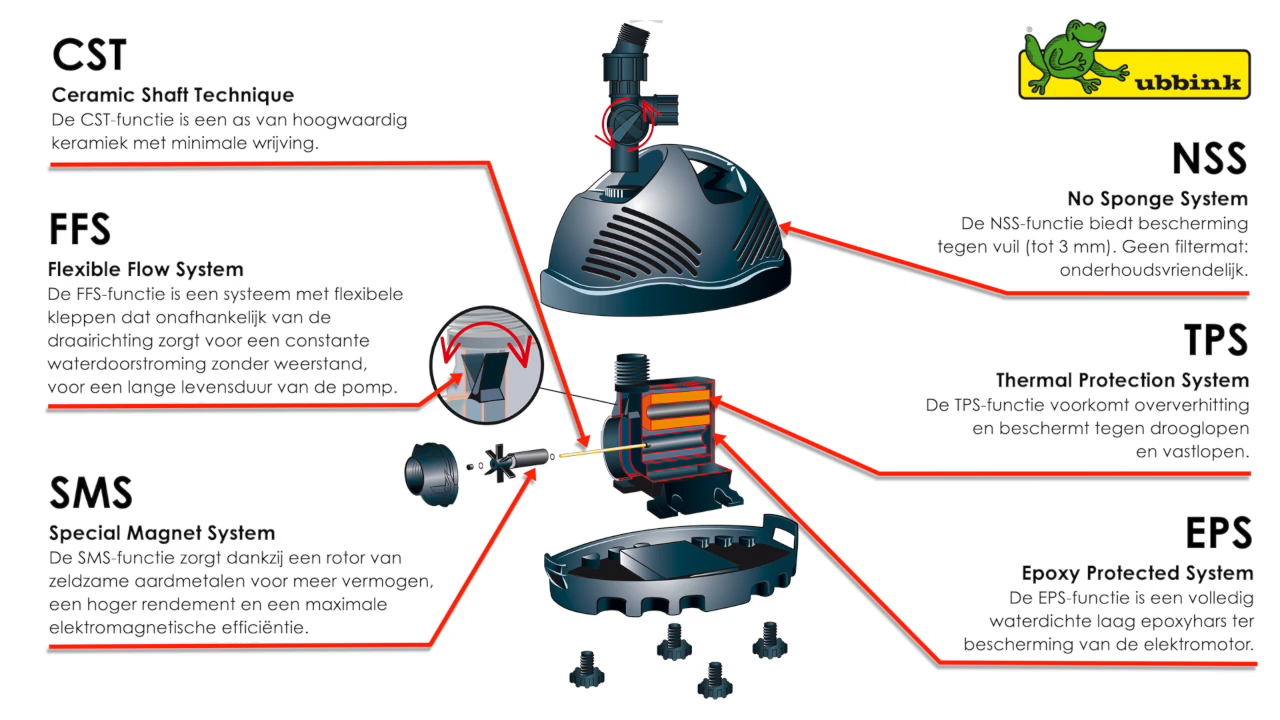 CST
Ceramic Shaft Technique
De CST-functie is een as van hoogwaardig
keramiek met minimale wrijving.
FFS
Flexible Flow System
De FFS-functie is een systeem met flexibele
kleppen dat onafhankelijk van de
draairichting zorgt voor een constante
waterdoorstroming zonder weerstand,
voor een lange levensduur van de pomp.
SMS
Special Magnet System
De SMS-functie zorgt dankzij een rotor van
zeldzame aardmetalen voor meer vermogen,
een hoger rendement en een maximale
elektromagnetische efficiëntie.
® ubbink
NSS
No Sponge System
De NSS-functie biedt bescherming
tegen vuil (tot 3 mm). Geen filtermat:
onderhoudsvriendelijk.
TPS
Thermal Protection System
De TPS-functie voorkomt oververhitting
en beschermt tegen drooglopen
en vastlopen.
EPS
Epoxy Protected System
De EPS-functie is een volledig
waterdichte laag epoxyhars ter
bescherming van de elektromotor.